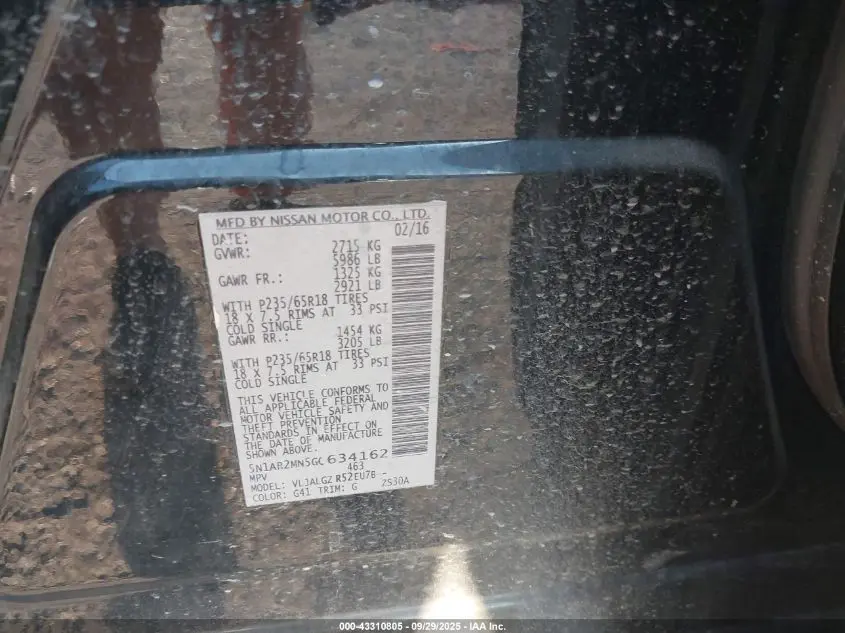 MFD BY NISSAN MOTOR CO., LTD.
DATE: 02/16
GVWR: 2715 KG
5986 LB
GAWR FR.: 1325 KG
2921 LB
WITH P235/65R18 TIRES
18 X 7.5 RIMS AT 33 PSI
COLD SINGLE
GAWR RR.: 1454 KG
3205 LB
WITH P235/65R18 TIRES
18 X 7.5 RIMS AT 33 PSI
COLD SINGLE
THIS VEHICLE CONFORMS TO
ALL APPLICABLE FEDERAL
MOTOR VEHICLE SAFETY AND
THEFT PREVENTION
STANDARDS IN EFFECT ON
THE DATE OF MANUFACTURE
SHOWN ABOVE.
5N1AR2MN5GC634162
MPV 463
MODEL: VLJALGZ R52EU7B -
COLOR: G41 TRIM: G 2S30A
000-43310805 • 09/29/2025 • IAA Inc.